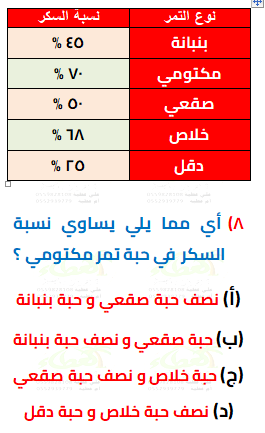 نوع التمر نسبة السكر
بنبانة ٤٥ %
مكتومي ٧٠ %
صقعي ٥٠ %
خلاص ٦٨ %
دقل ٢٥ %
٨) أي مما يلي يساوي نسبة
السكر في حبة تمر مكتومي ؟
(أ) نصف حبة صقعي و حبة بنبانة
(ب) حبة صقعي و نصف حبة بنبانة
(ج) حبة خلاص و نصف حبة صقعي
(د) نصف حبة خلاص و حبة دقل